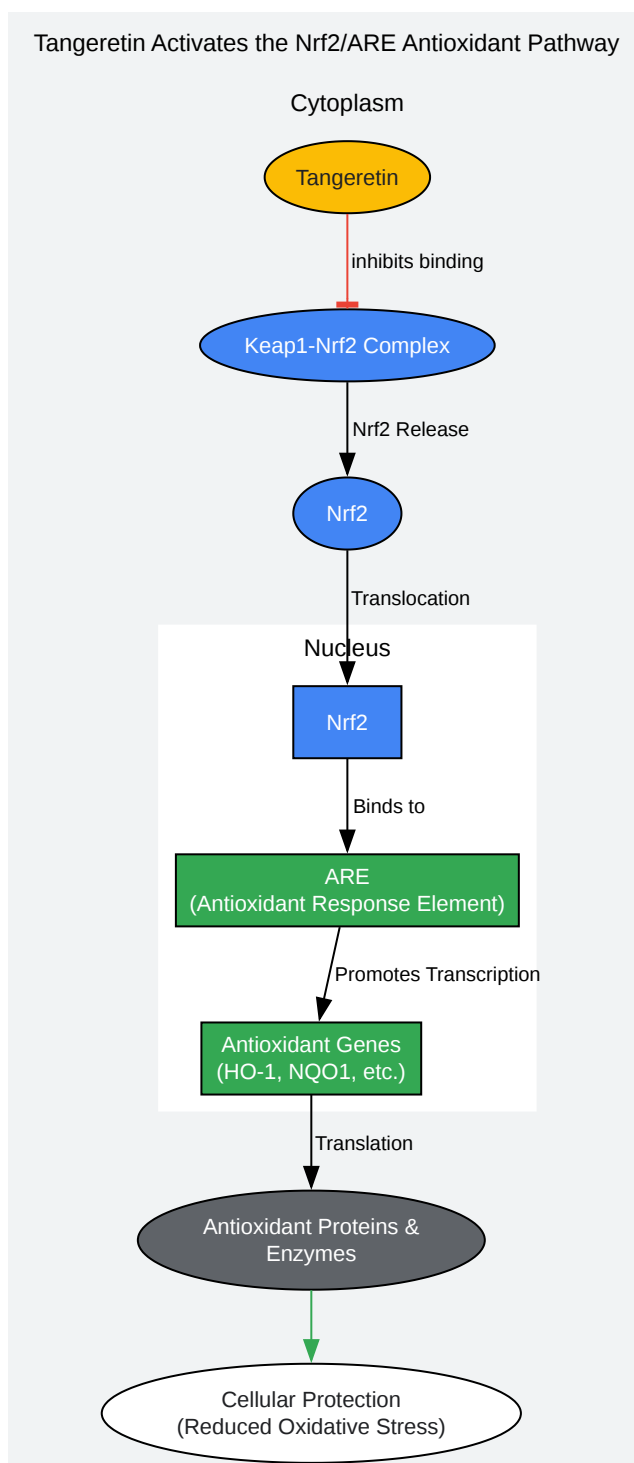 Tangeretin Activates the Nrf2/ARE Antioxidant Pathway
Cytoplasm
Tangeretin
inhibits binding
Keap1-Nrf2 Complex
Nrf2 Release
Nrf2
Translocation
Nucleus
Nrf2
Binds to
ARE
(Antioxidant Response Element)
Promotes Transcription
Antioxidant Genes
(HO-1, NQO1, etc.)
Translation
Antioxidant Proteins &
Enzymes
Cellular Protection
(Reduced Oxidative Stress)